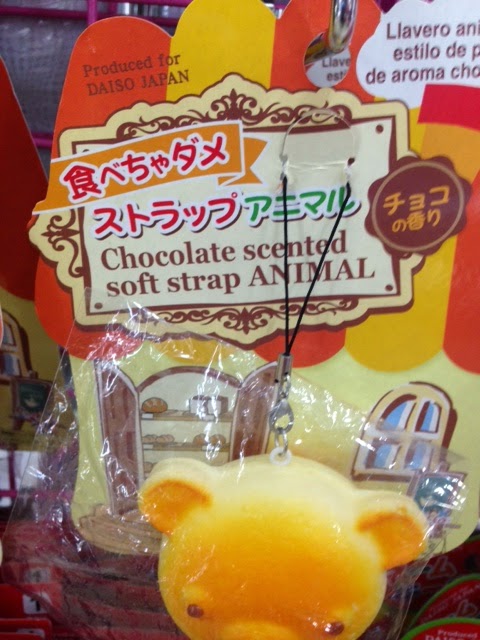 Produced for
DAISO JAPAN
Llavero ani
estilo de p
de aroma cho
食べちゃダメ
ストラップアニマル
チョコ
の香り
Chocolate scented
soft strap ANIMAL